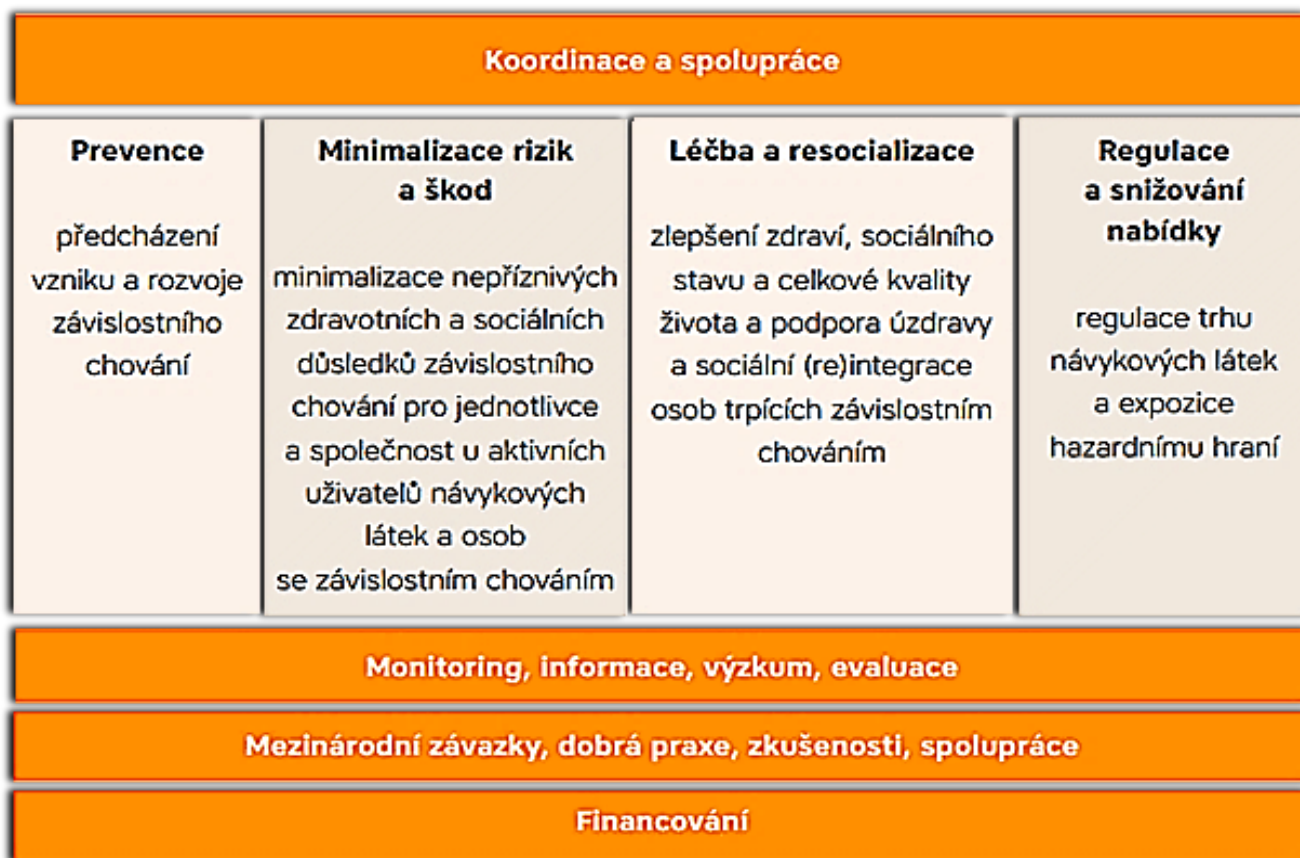 Koordinace a spolupráce
Prevence
předcházení
vzniku a rozvoje
závislostního
chování
Minimalizace rizik
a škod
minimalizace nepříznivých
zdravotních a sociálních
důsledků závislostního
chování pro jednotlivce
a společnost u aktivních
uživatelů návykových
látek a osob
se závislostním chováním
Léčba a resocializace
zlepšení zdraví, sociálního
stavu a celkové kvality
života a podpora úzdravy
a sociální (re)integrace
osob trpících závislostním
chováním
Regulace
a snižování
nabídky
regulace trhu
návykových látek
a expozice
hazardnímu hraní
Monitoring, informace, výzkum, evaluace
Mezinárodní závazky, dobrá praxe, zkušenosti, spolupráce
Financování